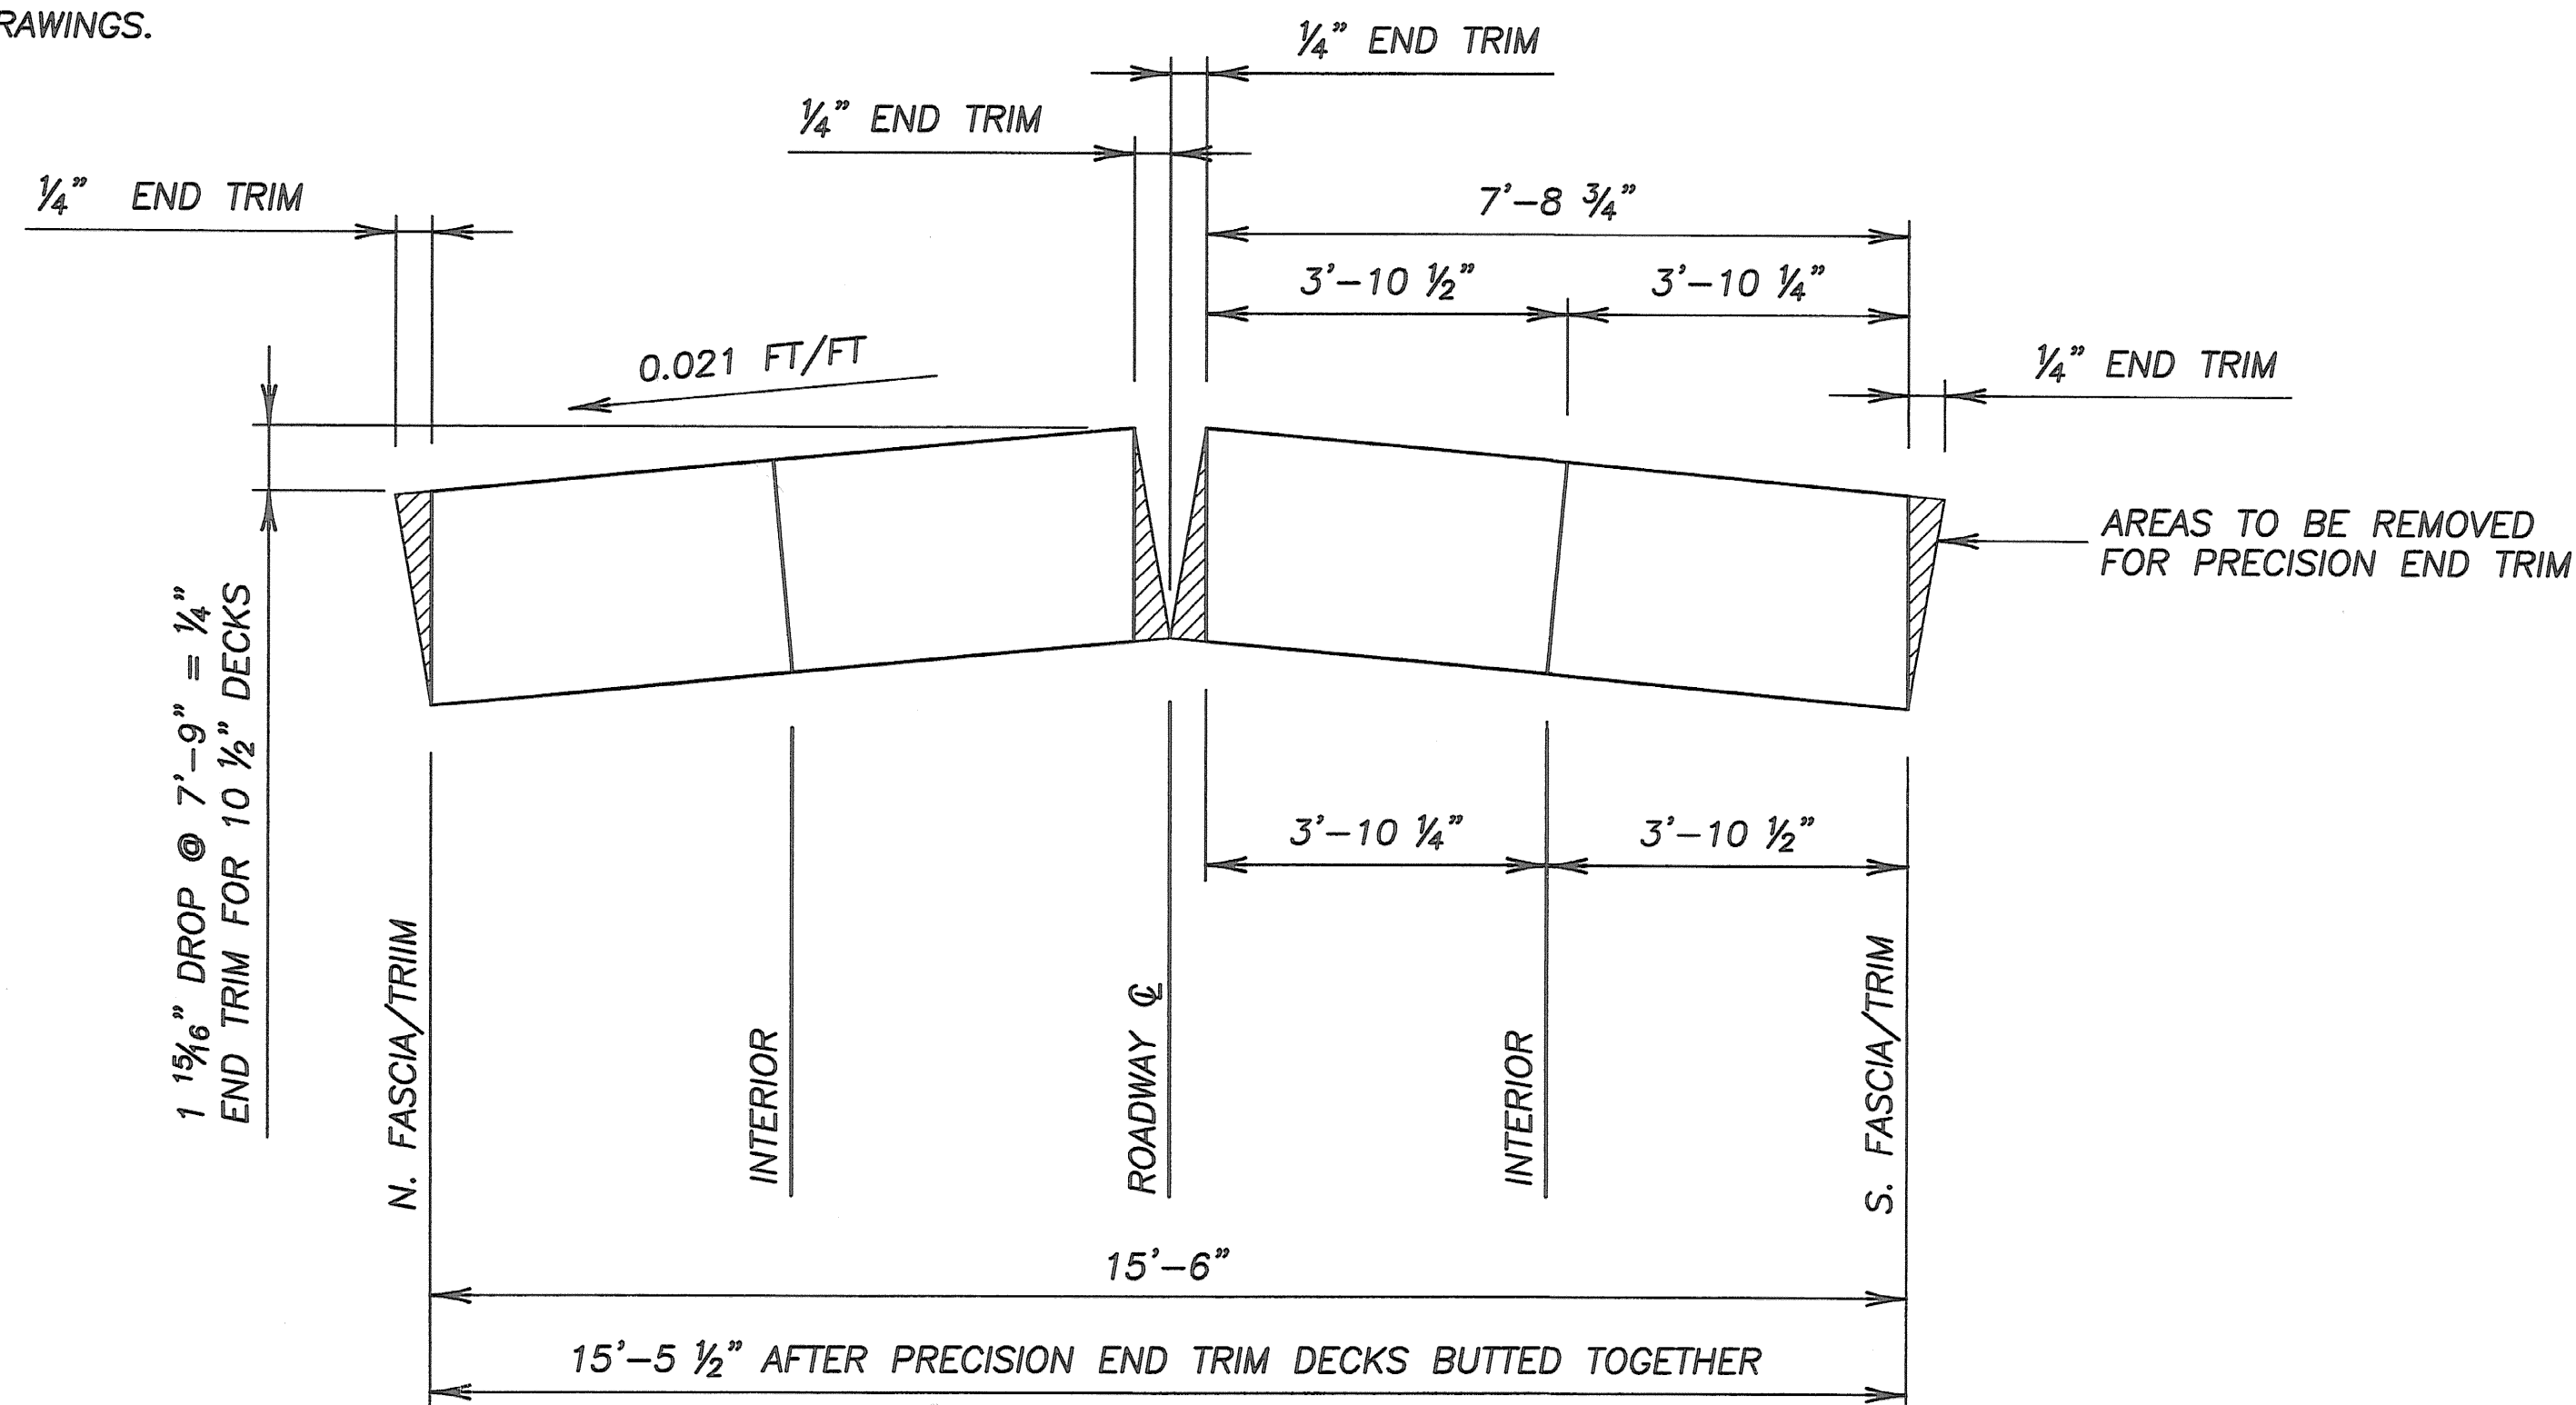 RAWINGS.
¼” END TRIM
¼” END TRIM
¼” END TRIM
7’–8 ¾”
3’–10 ½”
3’–10 ¼”
0.021 FT/FT
¼” END TRIM
AREAS TO BE REMOVED
FOR PRECISION END TRIM
1 15/16” DROP @ 7’–9” = ¼”
END TRIM FOR 10 ½” DECKS
3’–10 ¼”
3’–10 ½”
N. FASCIA/TRIM
INTERIOR
ROADWAY ℄
INTERIOR
S. FASCIA/TRIM
15’–6”
15’–5 ½” AFTER PRECISION END TRIM DECKS BUTTED TOGETHER